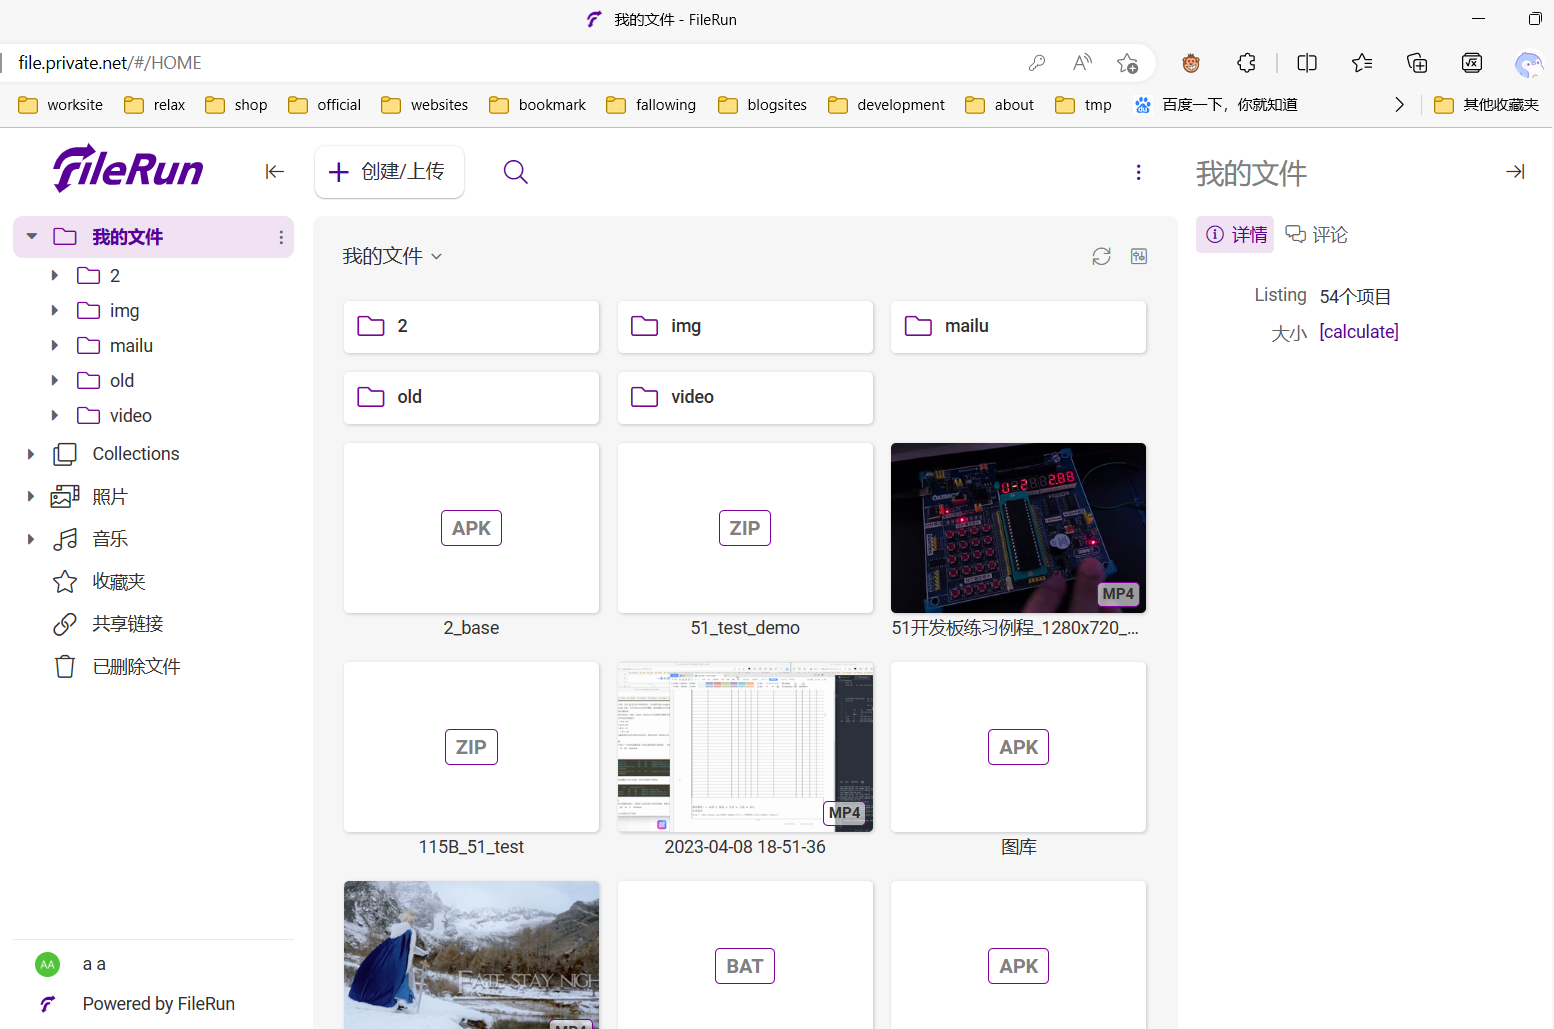 我的文件 - FileRun
file.private.net/#/HOME
worksite relax shop official websites bookmark fallowing blogsites development about tmp 百度一下，你就知道 其他收藏夹
FileRun
创建/上传
我的文件
我的文件
2
img
mailu
old
video
Collections
照片
音乐
收藏夹
共享链接
已删除文件
AA a a
Powered by FileRun
我的文件
2 img mailu
old video
APK ZIP U-2 2.88 MP4
2_base 51_test_demo 51开发板练习例程_1280x720_...
ZIP MP4 APK
115B_51_test 2023-04-08 18-51-36 图库
FATE STAY NIGH
MP4 BAT APK
详情 评论
Listing 54个项目
大小 [calculate]